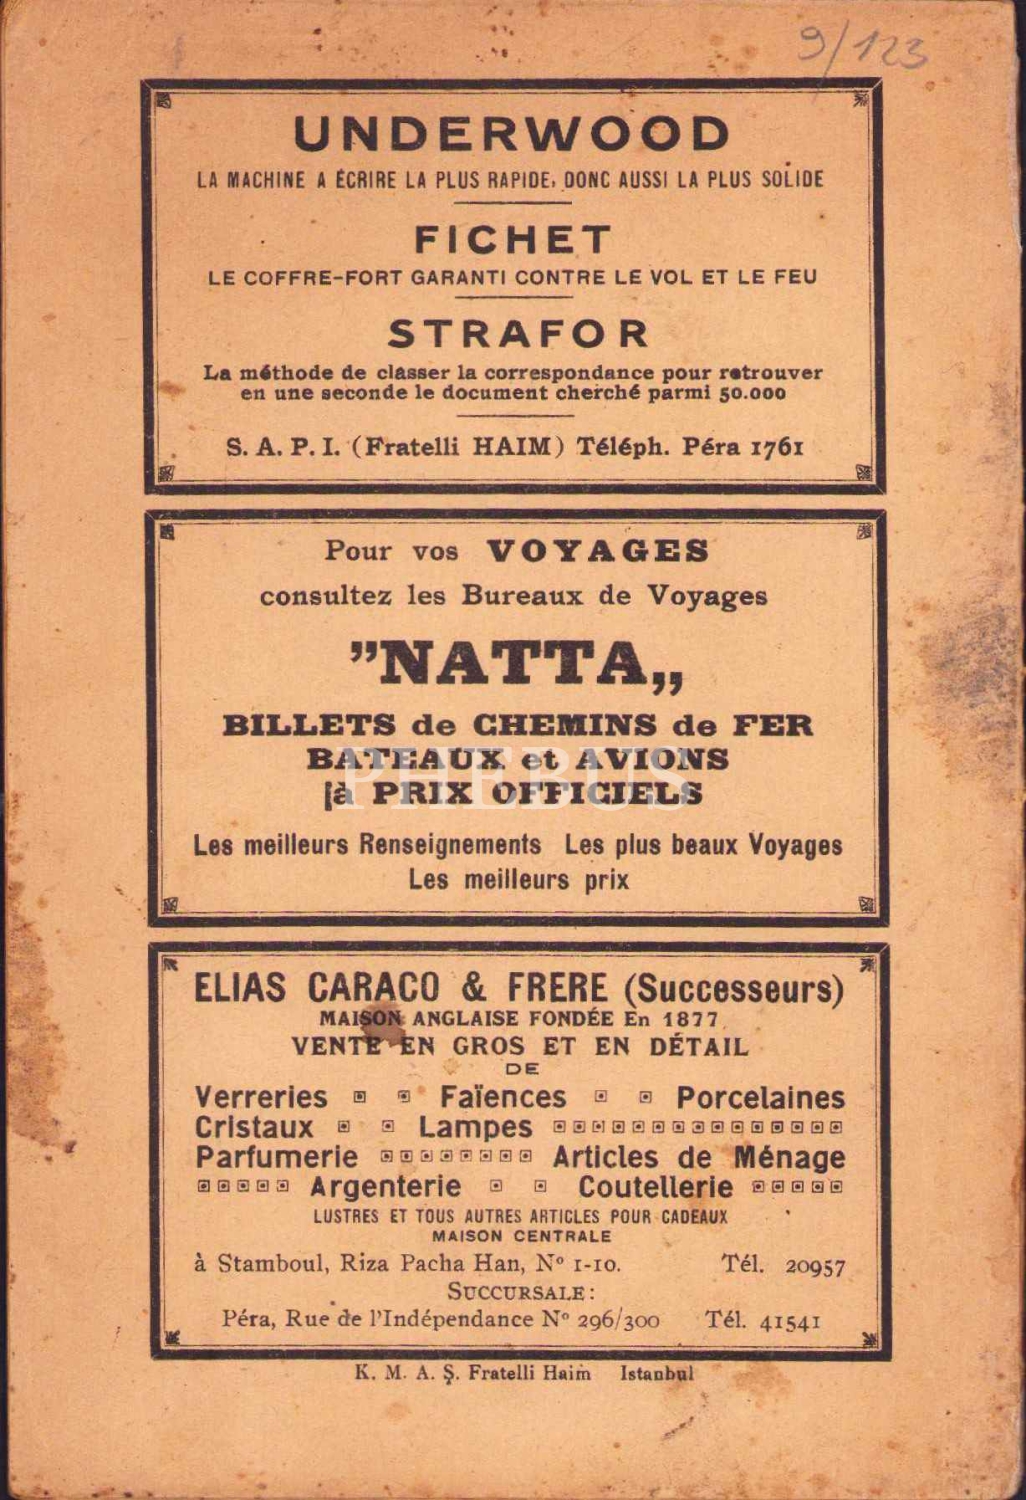 9/123
UNDERWOOD
LA MACHINE A ÉCRIRE LA PLUS RAPIDE, DONC AUSSI LA PLUS SOLIDE
FICHET
LE COFFRE-FORT GARANTI CONTRE LE VOL ET LE FEU
STRAFOR
La méthode de classer la correspondance pour retrouver
en une seconde le document cherché parmi 50.000
S. A. P. I. (Fratelli HAIM) Téléph. Péra 1761
Pour vos VOYAGES
consultez les Bureaux de Voyages
"NATTA„
BILLETS de CHEMINS de FER
BATEAUX et AVIONS
à PRIX OFFICIELS
PHEBUS
Les meilleurs Renseignements Les plus beaux Voyages
Les meilleurs prix
ELIAS CARACO & FRERE (Successeurs)
MAISON ANGLAISE FONDÉE En 1877
VENTE EN GROS ET EN DÉTAIL
DE
Verreries Faïences Porcelaines
Cristaux Lampes
Parfumerie Articles de Ménage
Argenterie Coutellerie
LUSTRES ET TOUS AUTRES ARTICLES POUR CADEAUX
MAISON CENTRALE
à Stamboul, Riza Pacha Han, Nº 1-10. Tél. 20957
SUCCURSALE:
Péra, Rue de l'Indépendance Nº 296/300 Tél. 41541
K. M. A. Ş. Fratelli Haim Istanbul